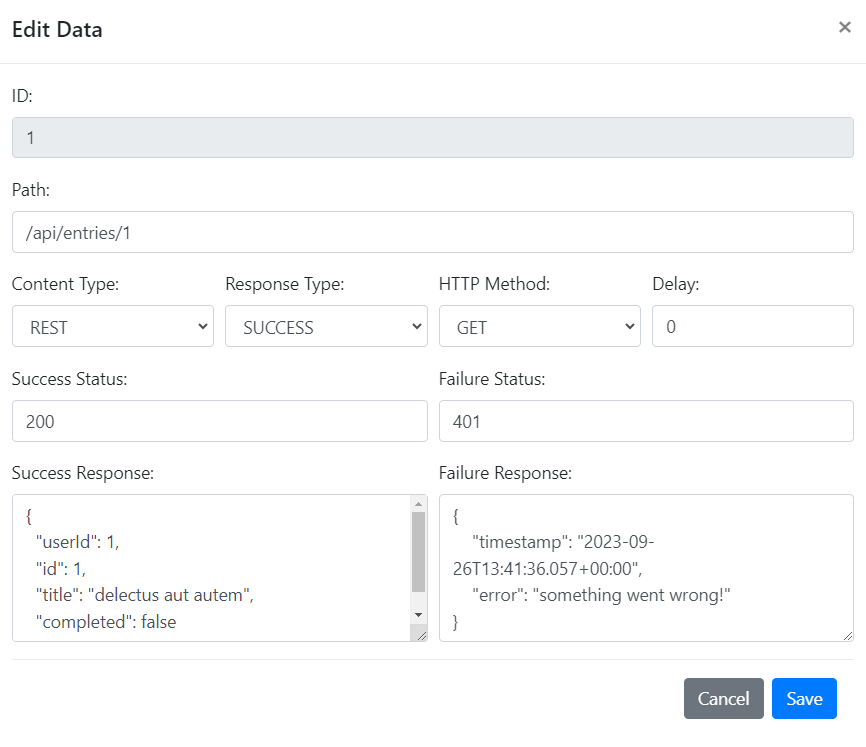 Edit Data ×
ID:
1
Path:
/api/entries/1
Content Type: Response Type: HTTP Method: Delay:
REST SUCCESS GET 0
Success Status: Failure Status:
200 401
Success Response: Failure Response:
{
"userId": 1,
"id": 1,
"title": "delectus aut autem",
"completed": false
{
"timestamp": "2023-09-
26T13:41:36.057+00:00",
"error": "something went wrong!"
}
Cancel Save